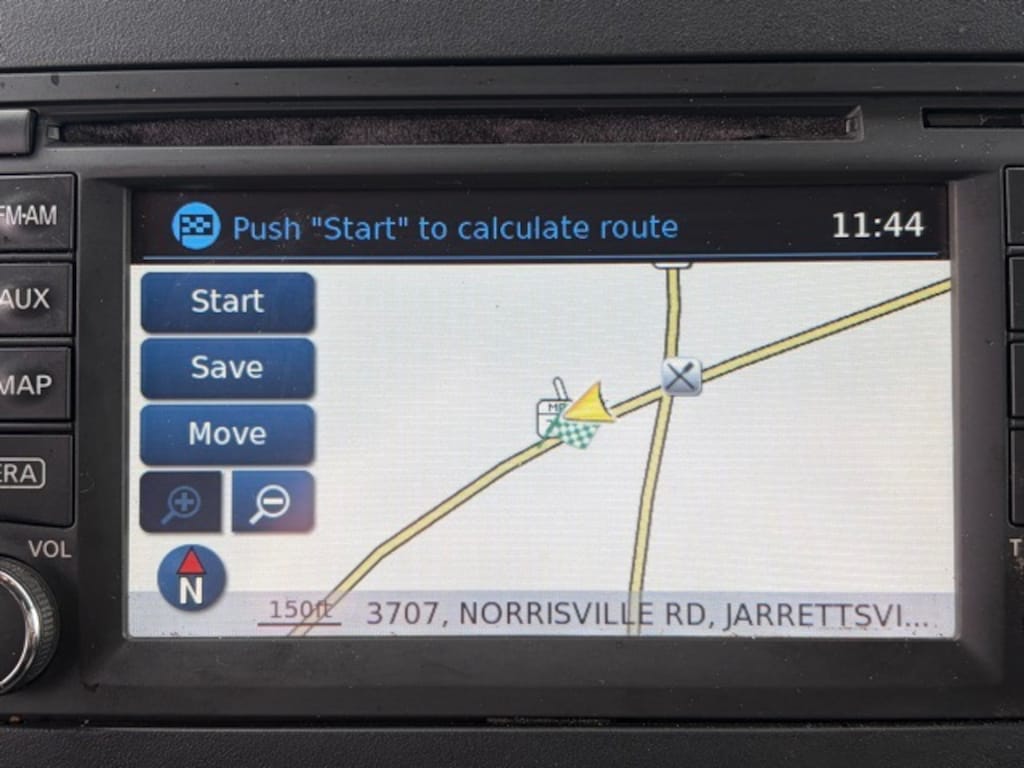 Push "Start" to calculate route
11:44
FM·AM
AUX
MAP
ERA
VOL
Start
Save
Move
N
150ft
3707, NORRISVILLE RD, JARRETTSVI...